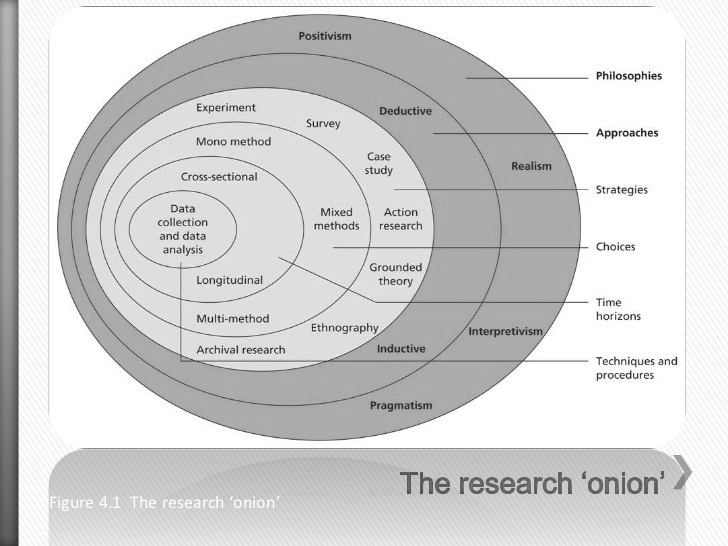 Positivism
Philosophies
Experiment
Deductive
Survey
Approaches
Mono method
Case
study
Realism
Cross-sectional
Strategies
Data
collection
and data
analysis
Mixed
methods
Action
research
Choices
Grounded
theory
Longitudinal
Time
horizons
Multi-method
Ethnography
Interpretivism
Archival research
Inductive
Techniques and
procedures
Pragmatism
The research ‘onion’
Figure 4.1 The research ‘onion’